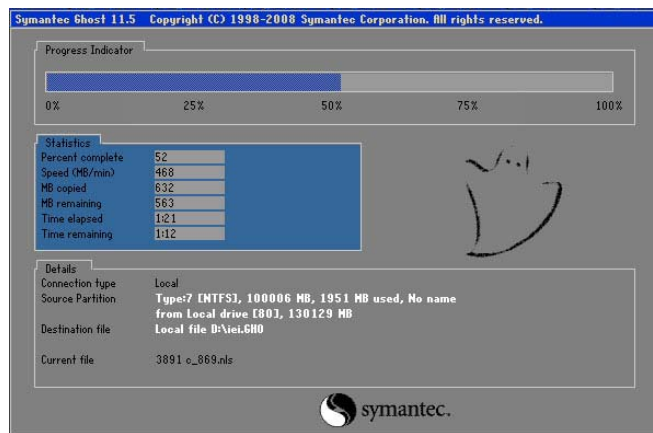 Symantec Ghost 11.5 Copyright (C) 1998-2008 Symantec Corporation. All rights reserved.
Progress Indicator
0% 25% 50% 75% 100%
Statistics
Percent complete 52
Speed (MB/min) 468
MB copied 632
MB remaining 563
Time elapsed 1:21
Time remaining 1:12
Details
Connection type Local
Source Partition Type:7 [NTFS], 100006 MB, 1951 MB used, No name
from Local drive [80], 130129 MB
Destination file Local file D:\iei.GHO
Current file 3891 c_869.nls
symantec.